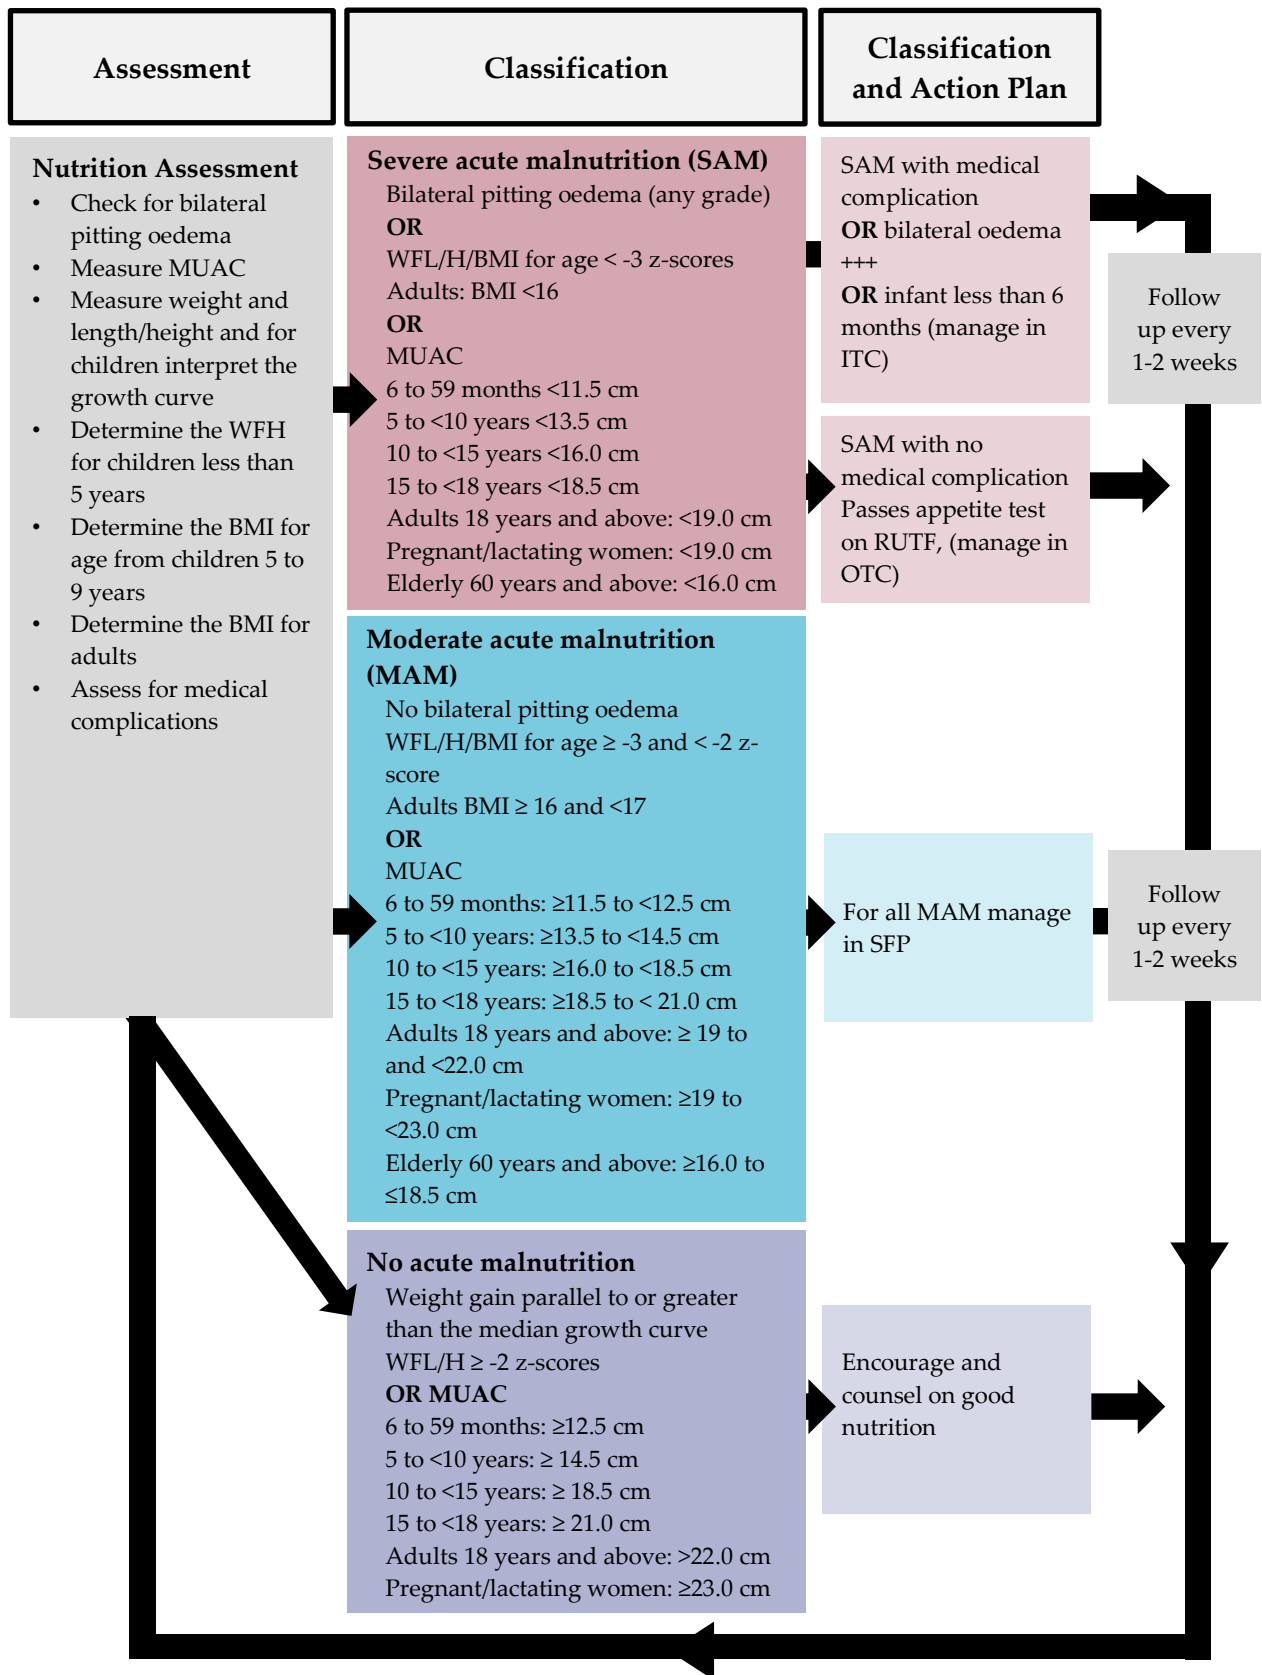 Assessment
Classification
Classification
and Action Plan
Nutrition Assessment
• Check for bilateral
pitting oedema
• Measure MUAC
• Measure weight and
length/height and for
children interpret the
growth curve
• Determine the WFH
for children less than
5 years
• Determine the BMI for
age from children 5 to
9 years
• Determine the BMI for
adults
• Assess for medical
complications
Severe acute malnutrition (SAM)
Bilateral pitting oedema (any grade)
OR
WFL/H/BMI for age < -3 z-scores
Adults: BMI <16
OR
MUAC
6 to 59 months <11.5 cm
5 to <10 years <13.5 cm
10 to <15 years <16.0 cm
15 to <18 years <18.5 cm
Adults 18 years and above: <19.0 cm
Pregnant/lactating women: <19.0 cm
Elderly 60 years and above: <16.0 cm
SAM with medical
complication
OR bilateral oedema
+++
OR infant less than 6
months (manage in
ITC)
Follow
up every
1-2 weeks
SAM with no
medical complication
Passes appetite test
on RUTF, (manage in
OTC)
Moderate acute malnutrition
(MAM)
No bilateral pitting oedema
WFL/H/BMI for age ≥ -3 and < -2 z-
score
Adults BMI ≥ 16 and <17
OR
MUAC
6 to 59 months: ≥11.5 to <12.5 cm
5 to <10 years: ≥13.5 to <14.5 cm
10 to <15 years: ≥16.0 to <18.5 cm
15 to <18 years: ≥18.5 to < 21.0 cm
Adults 18 years and above: ≥ 19 to
and <22.0 cm
Pregnant/lactating women: ≥19 to
<23.0 cm
Elderly 60 years and above: ≥16.0 to
≤18.5 cm
For all MAM manage
in SFP
Follow
up every
1-2 weeks
No acute malnutrition
Weight gain parallel to or greater
than the median growth curve
WFL/H ≥ -2 z-scores
OR MUAC
6 to 59 months: ≥12.5 cm
5 to <10 years: ≥ 14.5 cm
10 to <15 years: ≥ 18.5 cm
15 to <18 years: ≥ 21.0 cm
Adults 18 years and above: >22.0 cm
Pregnant/lactating women: ≥23.0 cm
Encourage and
counsel on good
nutrition